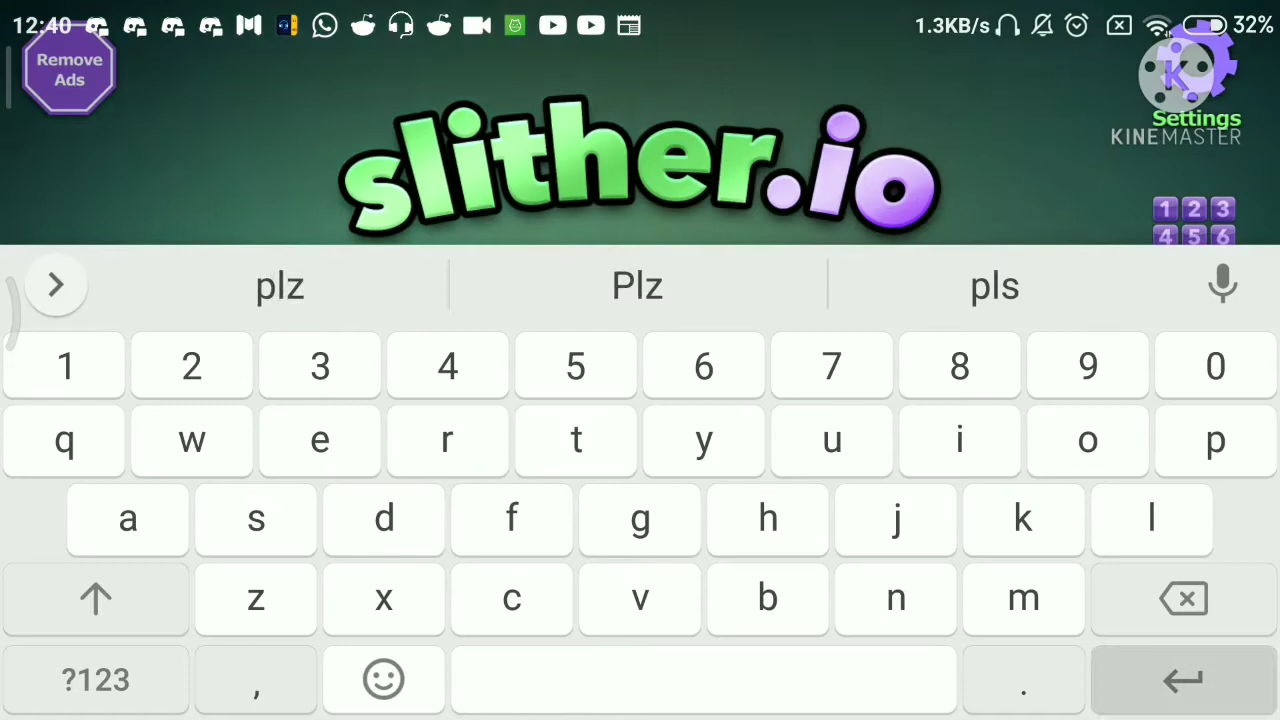 12:40 1.3KB/s 32%
Remove
Ads
slither.io
K
Settings
KINEMASTER
1 2 3
4 5 6
plz Plz pls
1 2 3 4 5 6 7 8 9 0
q w e r t y u i o p
a s d f g h j k l
z x c v b n m
?123 , .